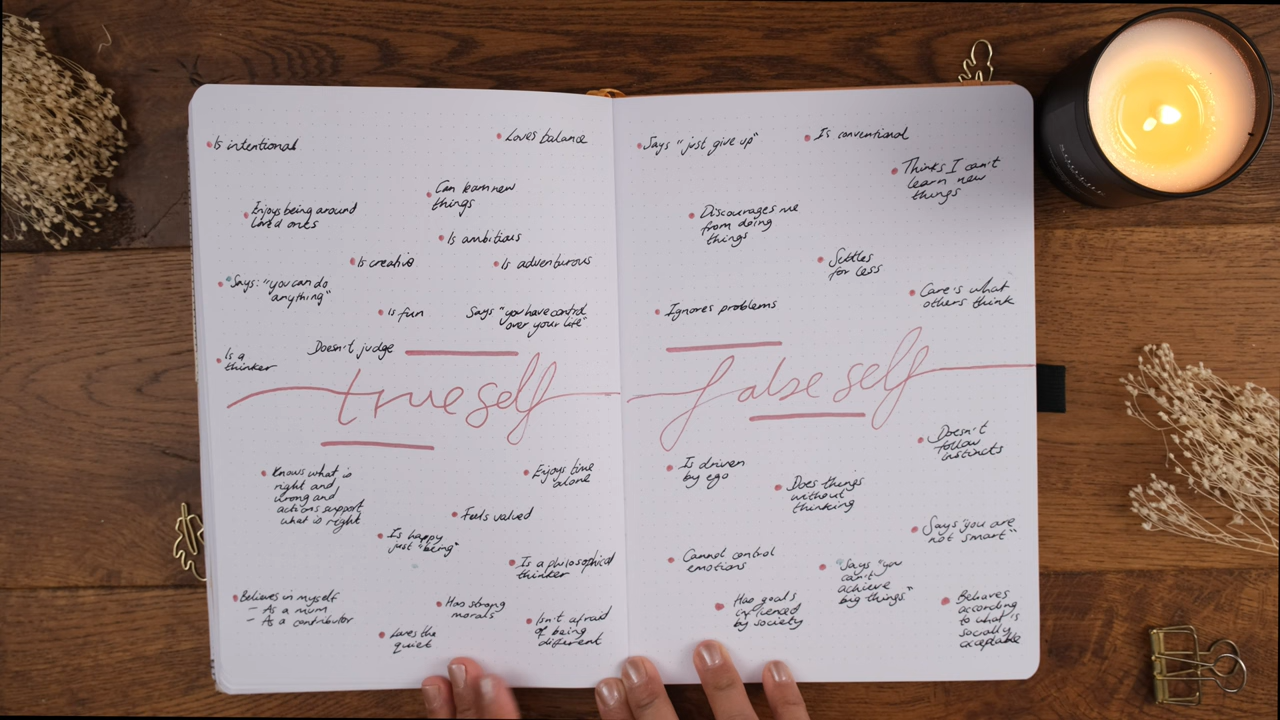 Is intentional
Loves balance
Can learn new
things
Enjoys being around
loved ones
Is ambitious
Is creative
Is adventurous
Says: "you can do
anything"
Is fun
Says "you have control
over your life"
Doesn't judge
Is a
thinker
true self
Knows what is
right and
wrong and
actions support
what is right
Enjoys time
alone
Feels valued
Is happy
just "being"
Is a philosophical
thinker
Believes in myself
- As a mum
- As a contributor
Has strong
morals
Loves the
quiet
Isn't afraid
of being
different
Says "just give up"
Is conventional
Thinks I can't
learn new
things
Discourages me
from doing
things
Settles
for less
Care's what
others think
Ignores problems
false self
Doesn't
follow
instincts
Is driven
by ego
Does things
without
thinking
Says "you are
not smart"
Cannot control
emotions
Says "you
can't
achieve
big things"
Has goals
influenced
by society
Behaves
according
to what is
socially
acceptable